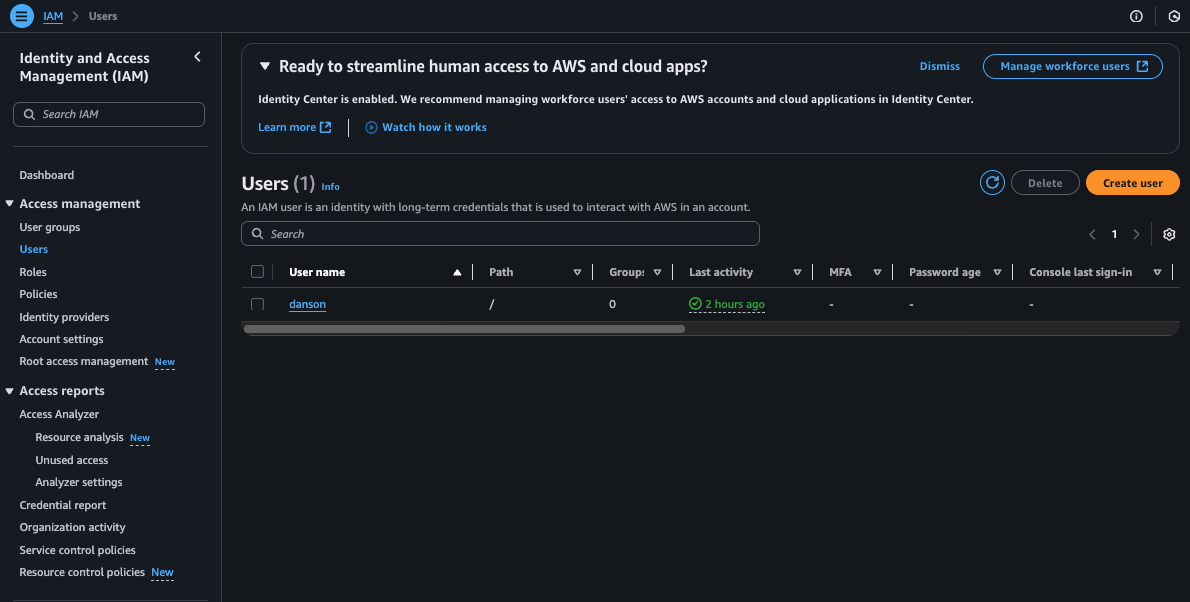 IAM > Users
Identity and Access
Management (IAM)
Search IAM
Dashboard
Access management
User groups
Users
Roles
Policies
Identity providers
Account settings
Root access management New
Access reports
Access Analyzer
Resource analysis New
Unused access
Analyzer settings
Credential report
Organization activity
Service control policies
Resource control policies New
Ready to streamline human access to AWS and cloud apps?
Dismiss
Manage workforce users
Identity Center is enabled. We recommend managing workforce users' access to AWS accounts and cloud applications in Identity Center.
Learn more | Watch how it works
Users (1) Info
Delete
Create user
An IAM user is an identity with long-term credentials that is used to interact with AWS in an account.
Search
1
User name Path Groups Last activity MFA Password age Console last sign-in
danson / 0 2 hours ago - - -